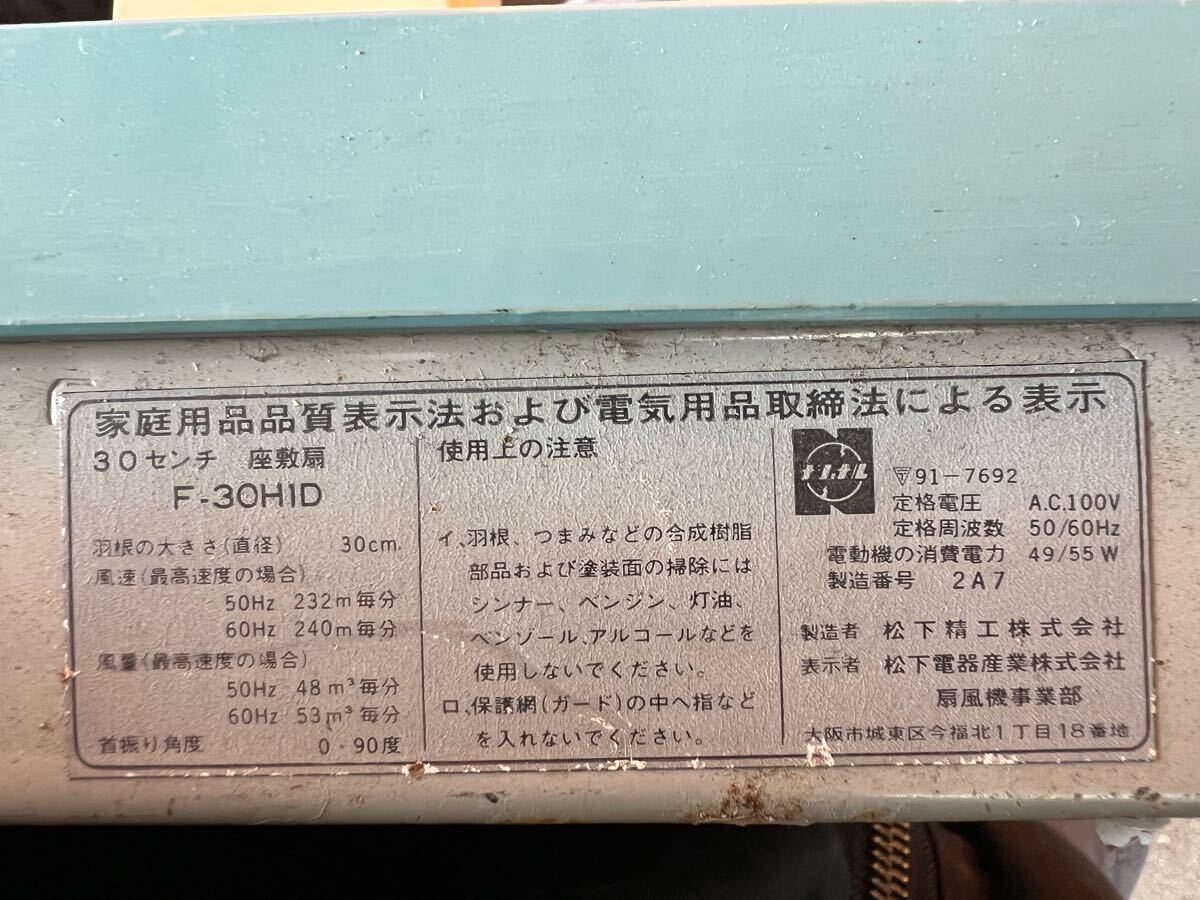 家庭用品品質表示法および電気用品取締法による表示
30センチ 座敷扇
F-30H1D
羽根の大きさ(直径) 30cm
風速(最高速度の場合)
50Hz 232m毎分
60Hz 240m毎分
風量(最高速度の場合)
50Hz 48m³毎分
60Hz 53m³毎分
首振り角度 0・90度
使用上の注意
イ、羽根、つまみなどの合成樹脂
部品および塗装面の掃除には
シンナー、ベンジン、灯油、
ベンゾール、アルコールなどを
使用しないでください。
ロ、保護網(ガード)の中へ指など
を入れないでください。
ナショナル
〒91-7692
定格電圧 A.C.100V
定格周波数 50/60Hz
電動機の消費電力 49/55W
製造番号 2A7
製造者 松下精工株式会社
表示者 松下電器産業株式会社
扇風機事業部
大阪市城東区今福北1丁目18番地